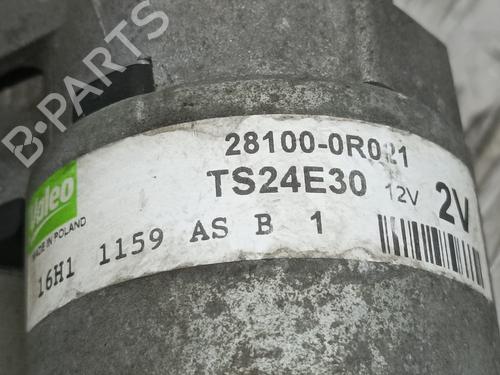 B-PARTS
Valeo
MADE IN POLAND
28100-0R021
TS24E30 12V 2V
16H1 1159 AS B 1